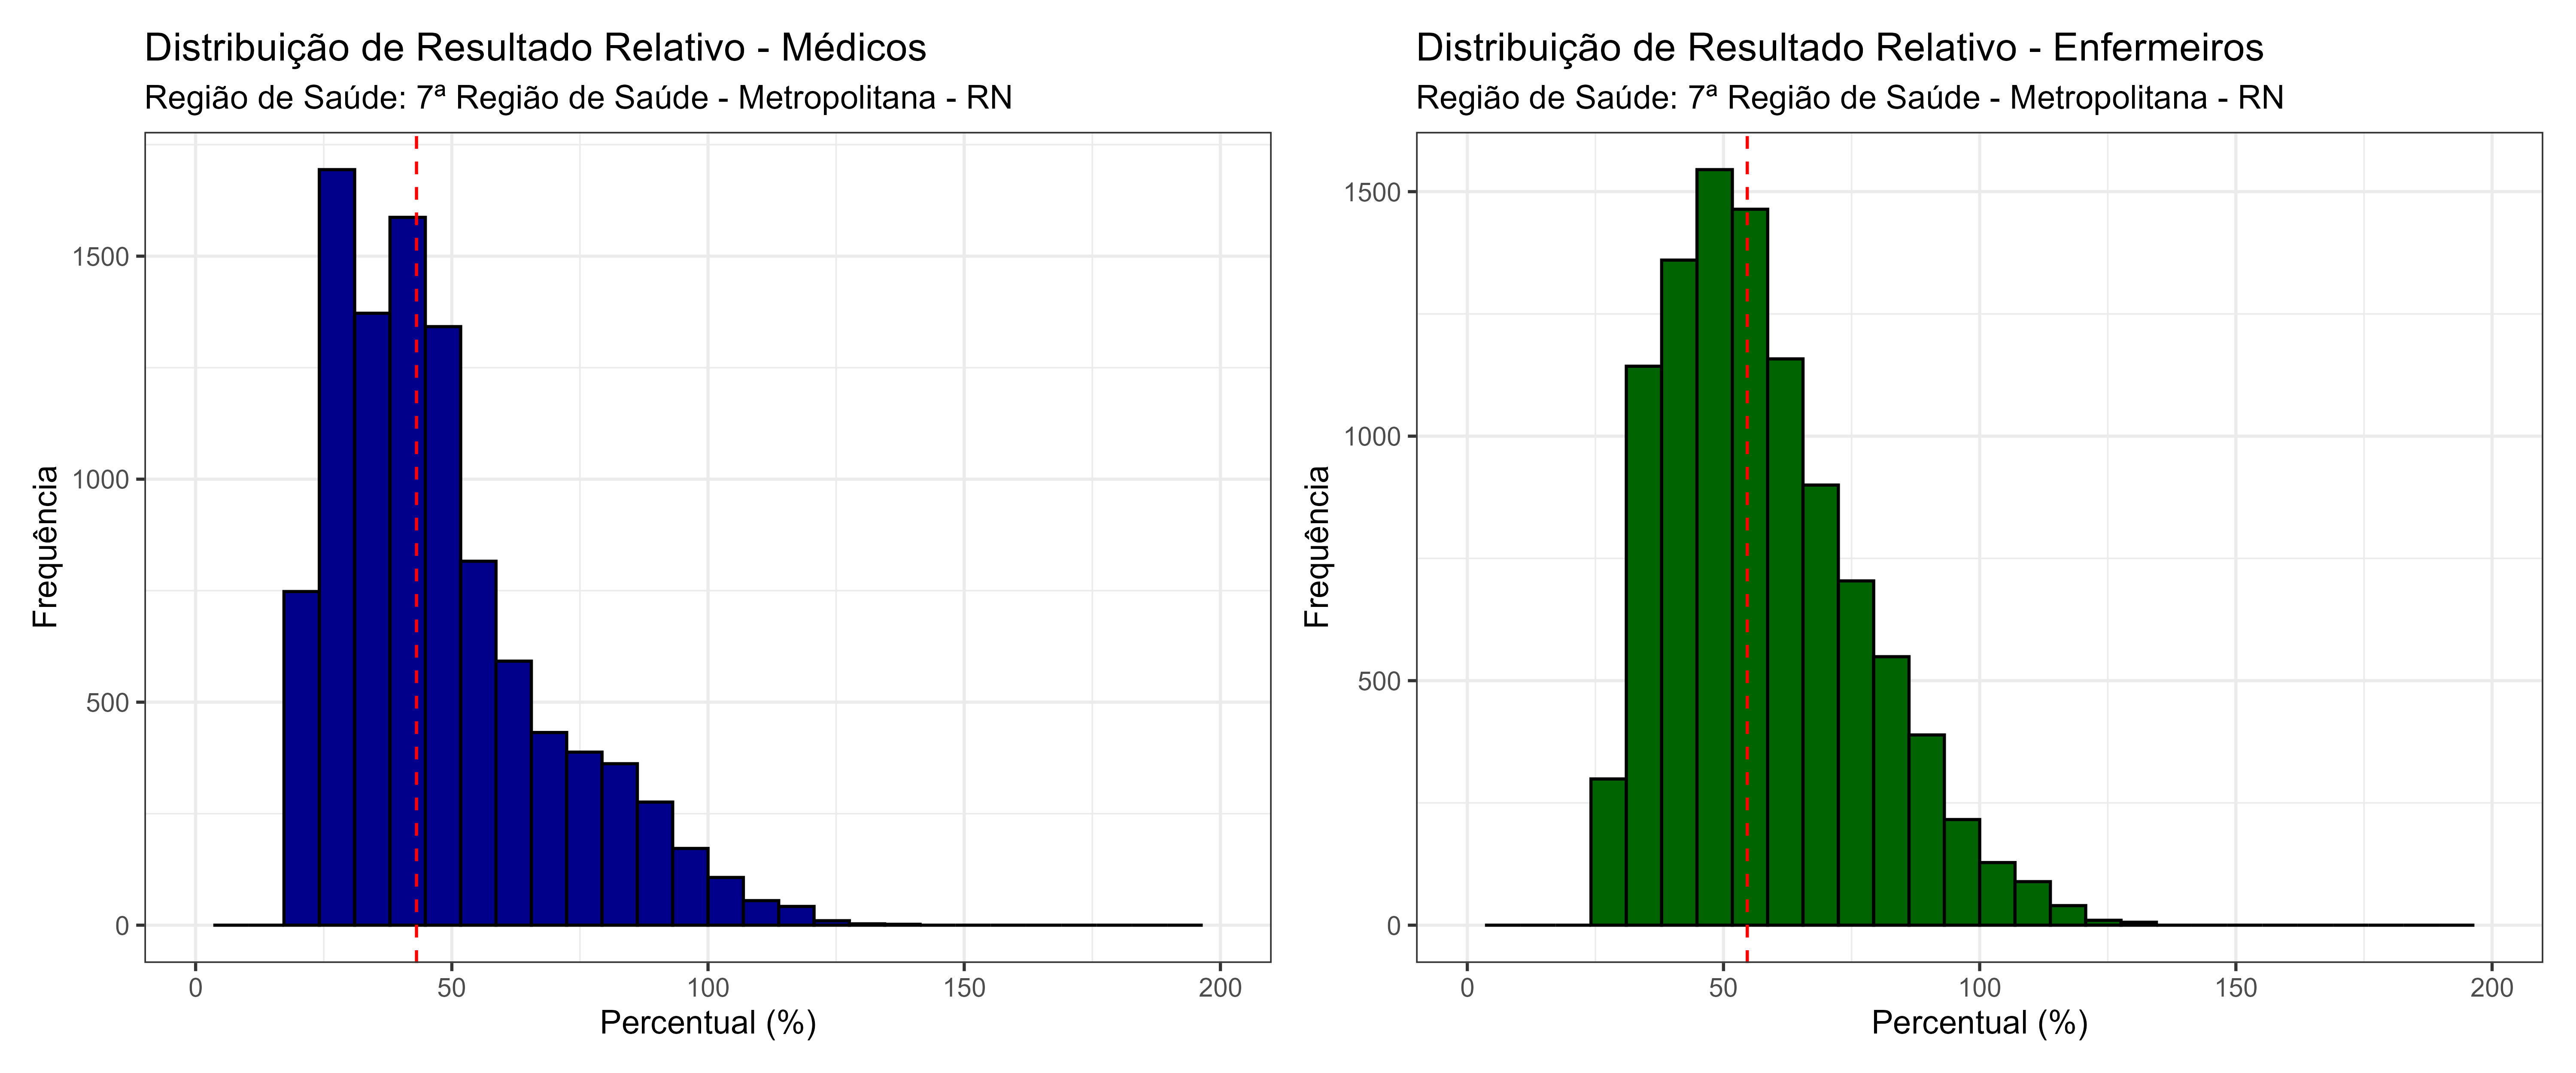 Distribuição de Resultado Relativo - Médicos
Região de Saúde: 7ª Região de Saúde - Metropolitana - RN
Frequência
1500
1000
500
0
0 50 100 150 200
Percentual (%)
Distribuição de Resultado Relativo - Enfermeiros
Região de Saúde: 7ª Região de Saúde - Metropolitana - RN
Frequência
1500
1000
500
0
0 50 100 150 200
Percentual (%)